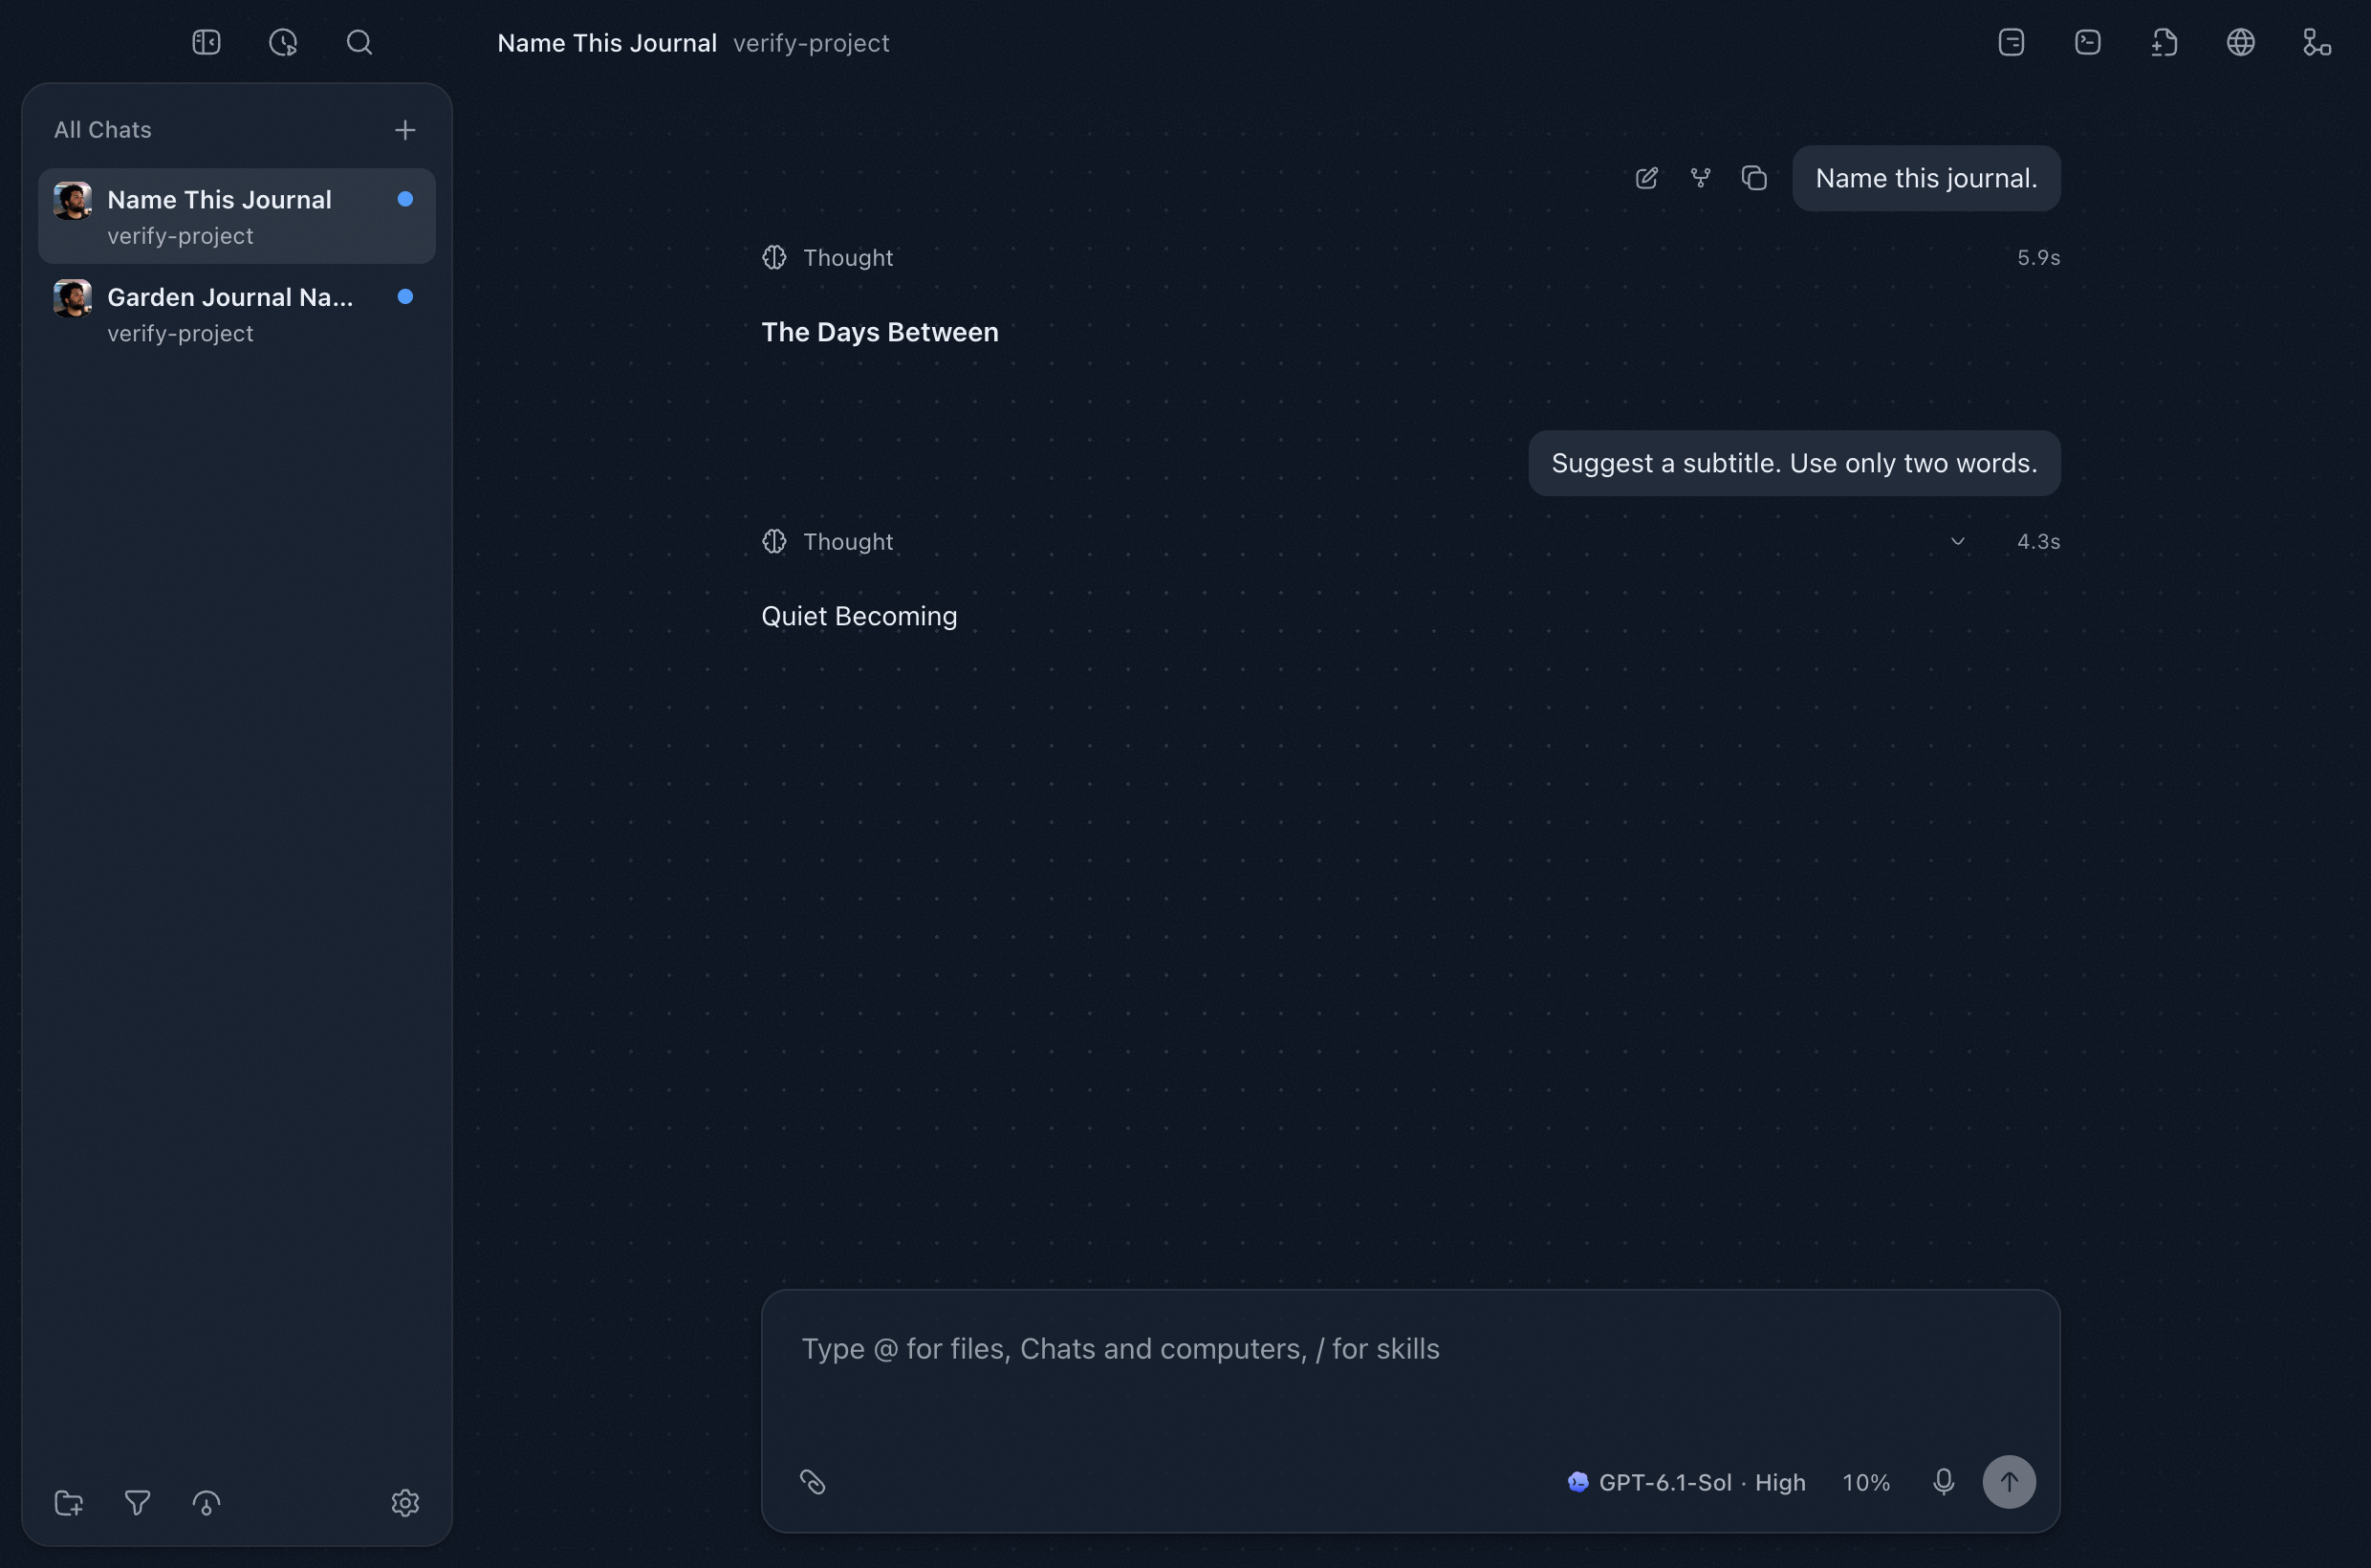 Name This Journal verify-project
All Chats
Name This Journal
verify-project
Garden Journal Na...
verify-project
Name this journal.
Thought 5.9s
The Days Between
Suggest a subtitle. Use only two words.
Thought 4.3s
Quiet Becoming
Type @ for files, Chats and computers, / for skills
GPT-6.1-Sol · High 10%